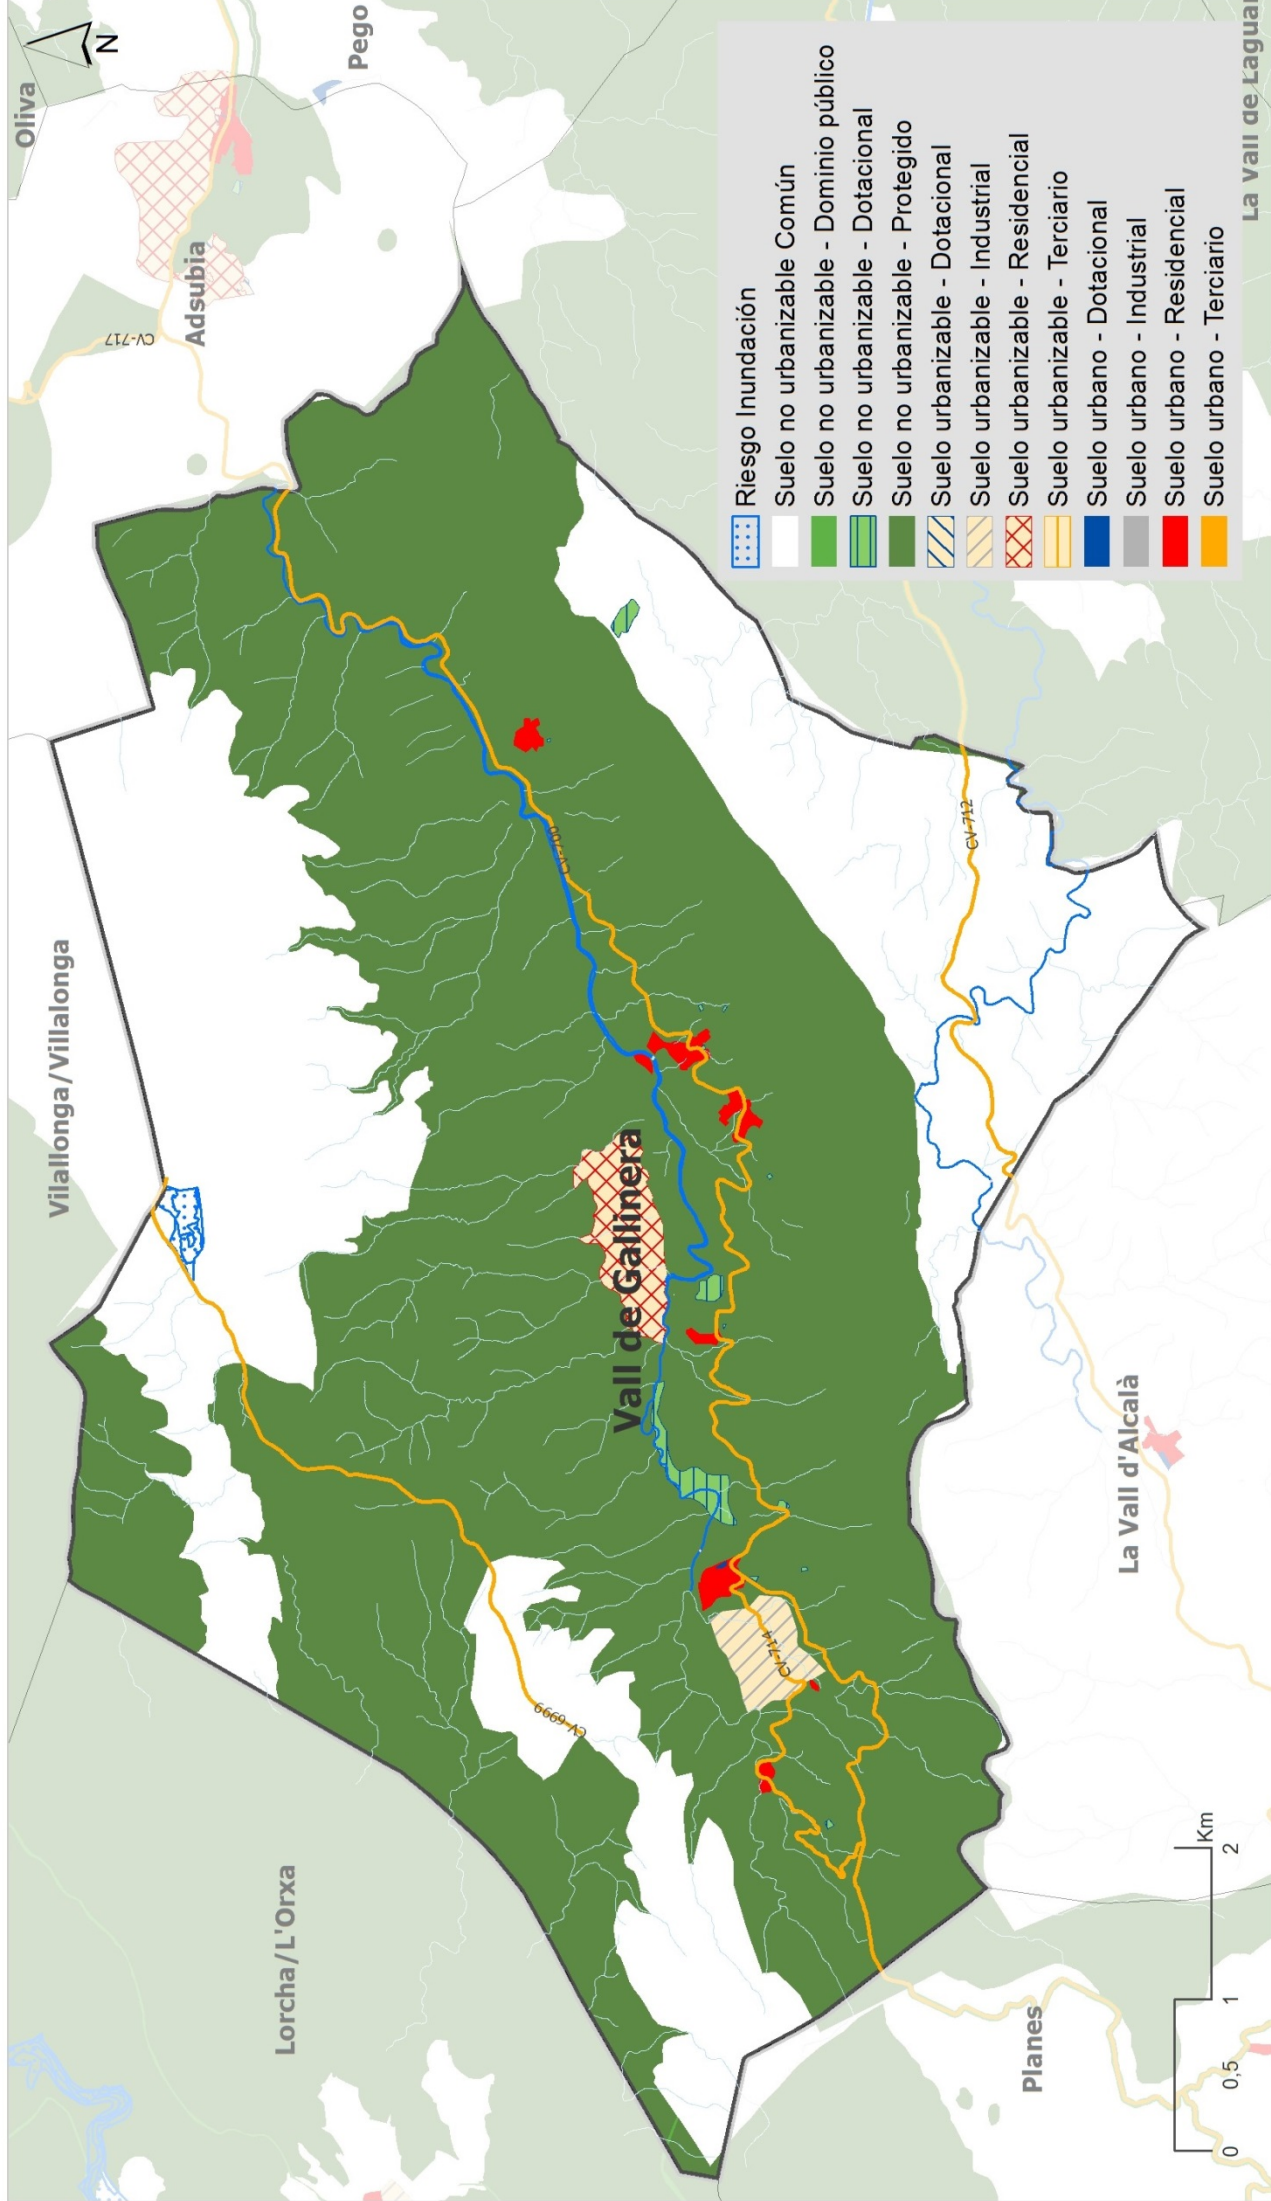 N
Oliva
Pego
Adsubia
CV-717
Vilallonga/Villalonga
Lorcha/L'Orxa
CV-6999
CV-700
Vall de Gallinera
CV-714
CV-712
La Vall d'Alcalà
Planes
Riesgo Inundación
Suelo no urbanizable Común
Suelo no urbanizable - Dominio público
Suelo no urbanizable - Dotacional
Suelo no urbanizable - Protegido
Suelo urbanizable - Dotacional
Suelo urbanizable - Industrial
Suelo urbanizable - Residencial
Suelo urbanizable - Terciario
Suelo urbano - Dotacional
Suelo urbano - Industrial
Suelo urbano - Residencial
Suelo urbano - Terciario
La Vall de Laguar
Km
0 0,5 1 2